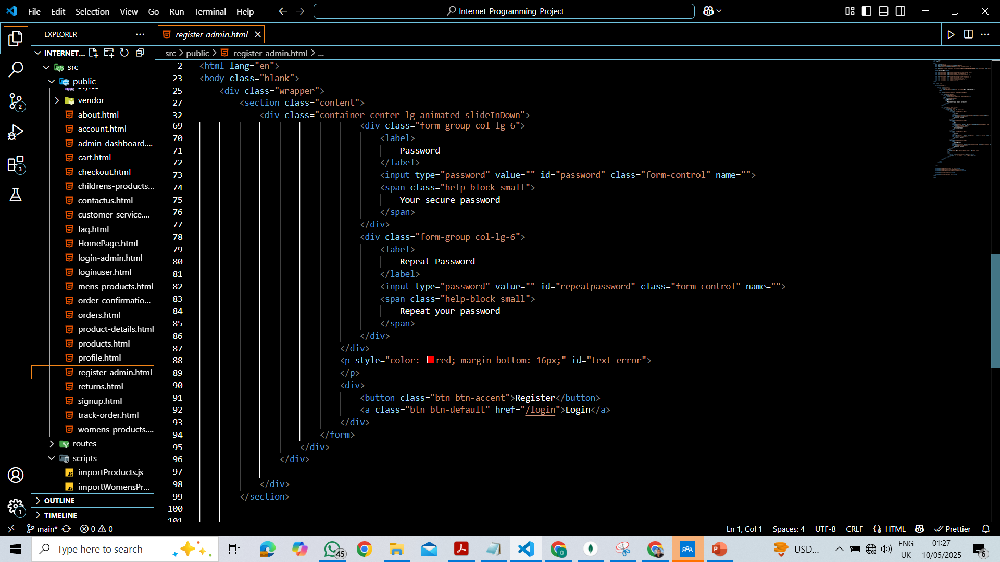 File Edit Selection View Go Run Terminal Help
Internet_Programming_Project
EXPLORER
register-admin.html
INTERNET...
src > public > register-admin.html > ...
src
public
vendor
about.html
account.html
admin-dashboard....
cart.html
checkout.html
childrens-products...
contactus.html
customer-service....
faq.html
HomePage.html
login-admin.html
loginuser.html
mens-products.html
order-confirmatio...
orders.html
product-details.html
products.html
profile.html
register-admin.html
returns.html
signup.html
track-order.html
womens-products....
routes
scripts
importProducts.js
importWomensPr...
OUTLINE
TIMELINE
2 <html lang="en">
23 <body class="blank">
25 <div class="wrapper">
27 <section class="content">
32 <div class="container-center lg animated slideInDown">
69 <div class="form-group col-lg-6">
70 <label>
71 Password
72 </label>
73 <input type="password" value="" id="password" class="form-control" name="">
74 <span class="help-block small">
75 Your secure password
76 </span>
77 </div>
78 <div class="form-group col-lg-6">
79 <label>
80 Repeat Password
81 </label>
82 <input type="password" value="" id="repeatpassword" class="form-control" name="">
83 <span class="help-block small">
84 Repeat your password
85 </span>
86 </div>
87 </div>
88 <p style="color: red; margin-bottom: 16px;" id="text_error">
89 </p>
90 <div>
91 <button class="btn btn-accent">Register</button>
92 <a class="btn btn-default" href="/login">Login</a>
93 </div>
94 </form>
95 </div>
96 </div>
97
98 </div>
99 </section>
100
101
2
3
1
main* 0 0
Ln 1, Col 1 Spaces: 4 UTF-8 CRLF HTML Prettier
Type here to search
45
USD...
ENG
UK
01:27
10/05/2025
6